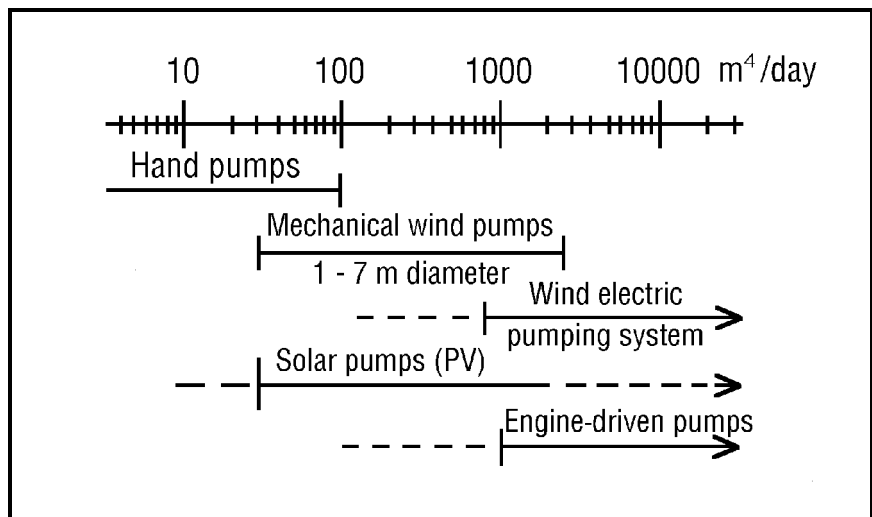 10 100 1000 10000 m⁴/day
Hand pumps
Mechanical wind pumps
1 - 7 m diameter
Wind electric
pumping system
Solar pumps (PV)
Engine-driven pumps